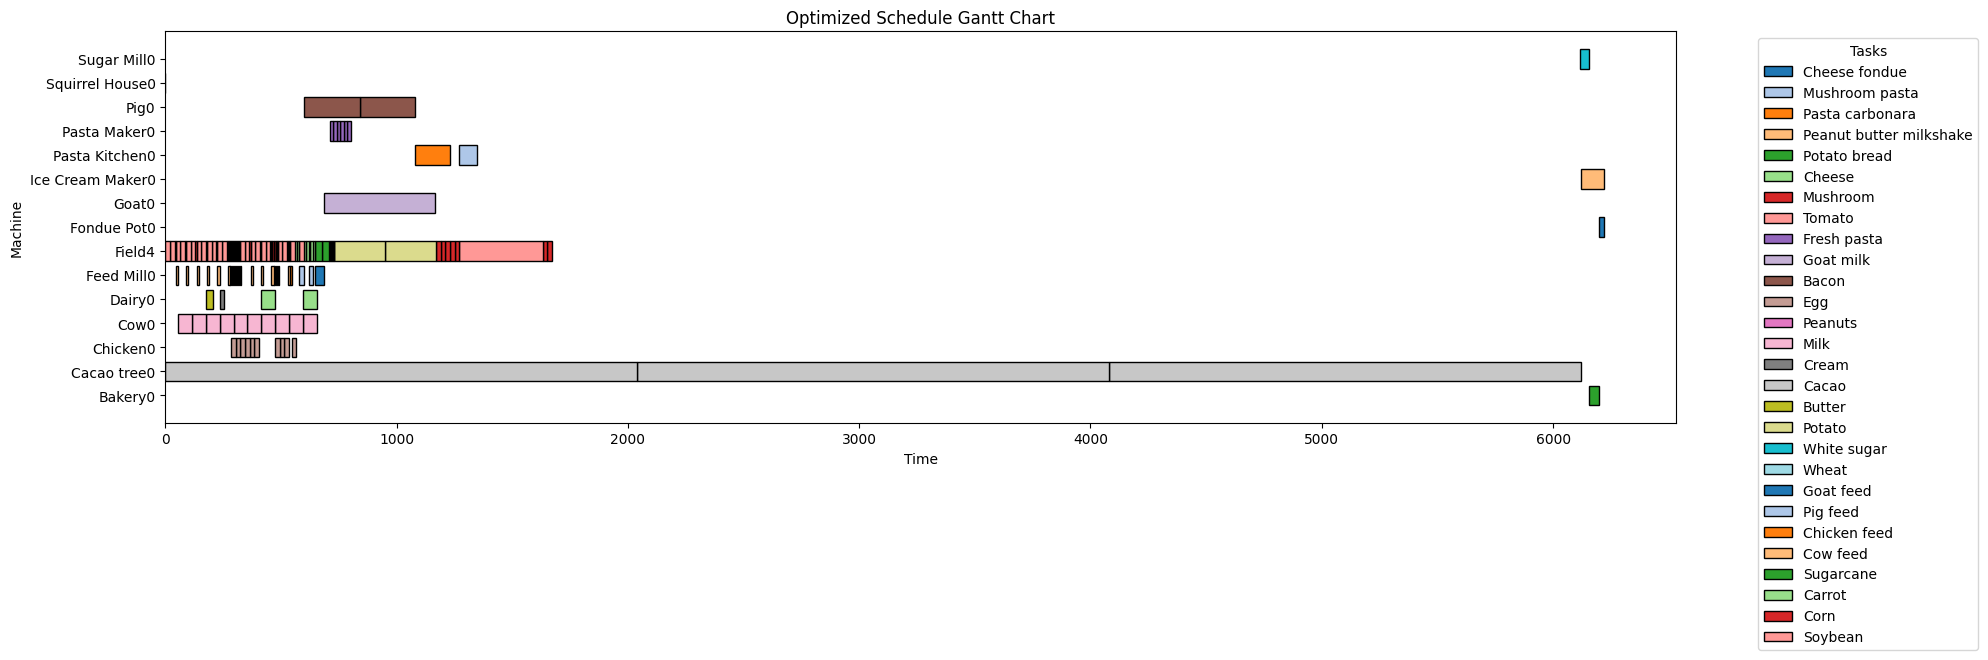 Optimized Schedule Gantt Chart
Machine
Sugar Mill0
Squirrel House0
Pig0
Pasta Maker0
Pasta Kitchen0
Ice Cream Maker0
Goat0
Fondue Pot0
Field4
Feed Mill0
Dairy0
Cow0
Chicken0
Cacao tree0
Bakery0
0 1000 2000 3000 4000 5000 6000
Time
Tasks
Cheese fondue
Mushroom pasta
Pasta carbonara
Peanut butter milkshake
Potato bread
Cheese
Mushroom
Tomato
Fresh pasta
Goat milk
Bacon
Egg
Peanuts
Milk
Cream
Cacao
Butter
Potato
White sugar
Wheat
Goat feed
Pig feed
Chicken feed
Cow feed
Sugarcane
Carrot
Corn
Soybean